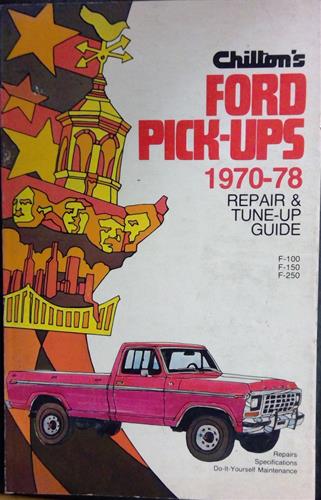 Chilton's
FORD
PICK-UPS
1970-78
REPAIR &
TUNE-UP
GUIDE
F-100
F-150
F-250
Repairs
Specifications
Do-It-Yourself Maintenance